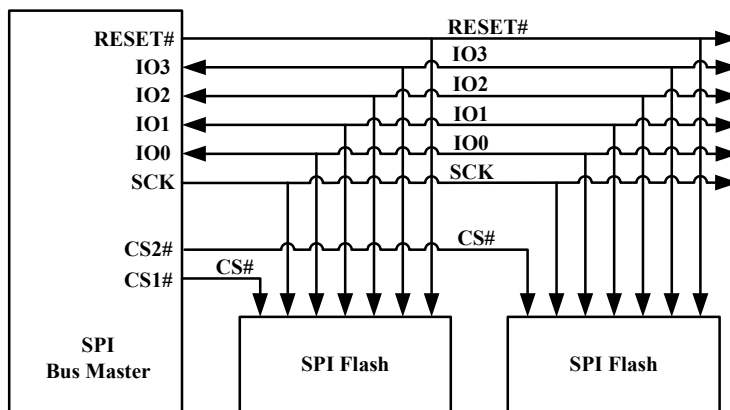 RESET# RESET#
IO3 IO3
IO2 IO2
IO1 IO1
IO0 IO0
SCK SCK
CS2# CS#
CS1# CS#
SPI
Bus Master
SPI Flash
SPI Flash